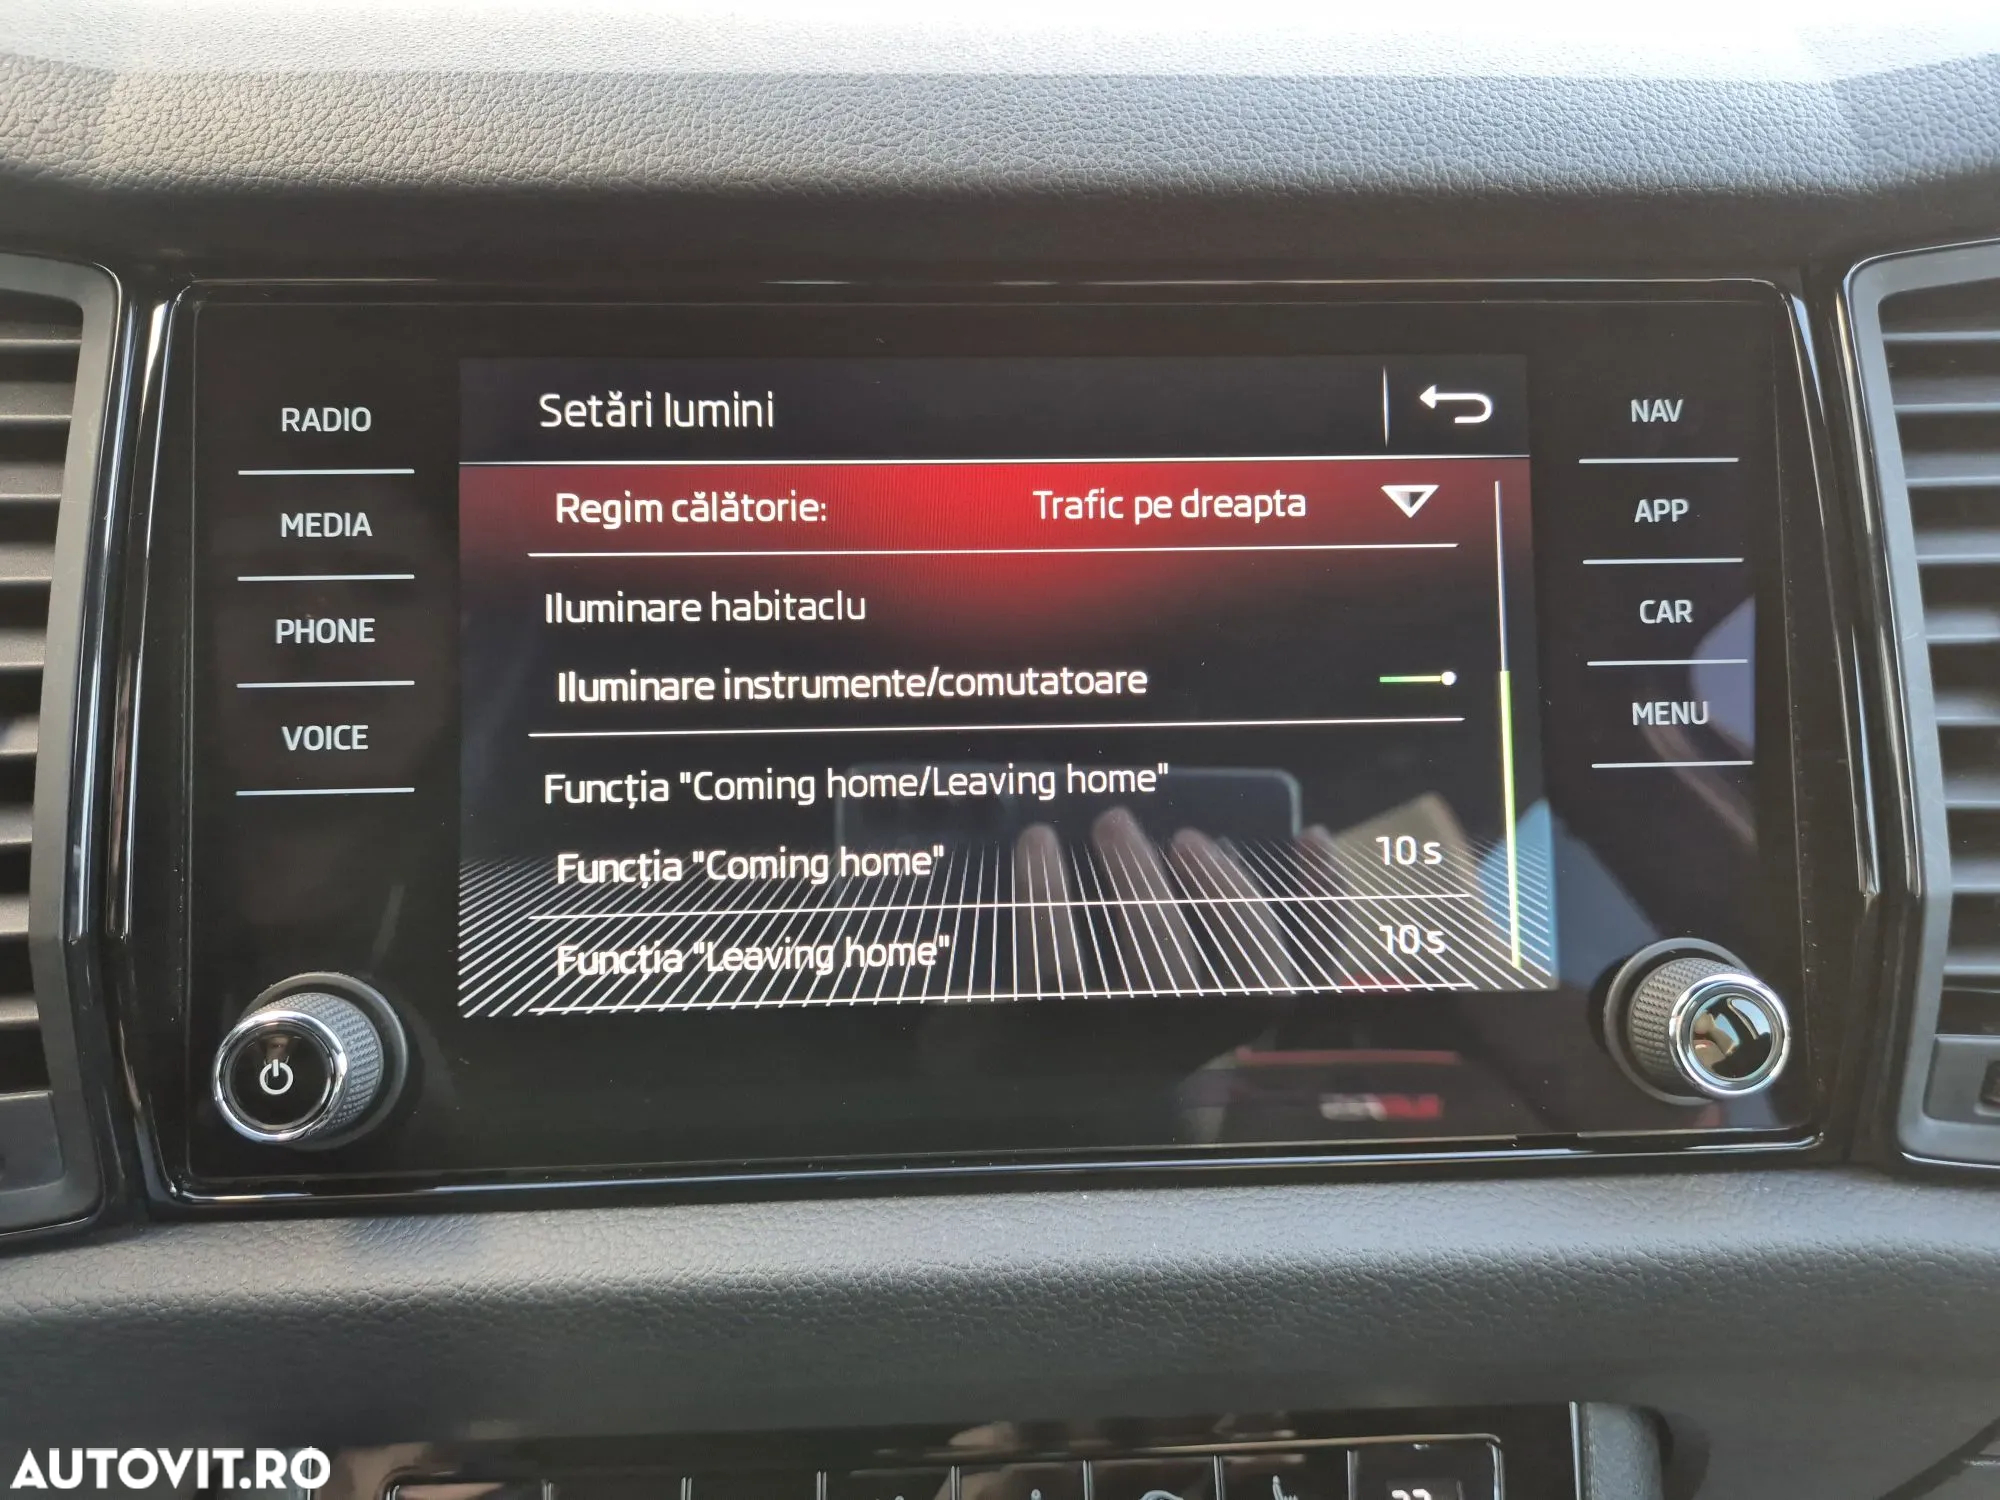 RADIO
MEDIA
PHONE
VOICE
Setări lumini
Regim călătorie: Trafic pe dreapta
Iluminare habitaclu
Iluminare instrumente/comutatoare
Funcția "Coming home/Leaving home"
Funcția "Coming home" 10 s
Funcția "Leaving home" 10 s
NAV
APP
CAR
MENU
AUTOVIT.RO